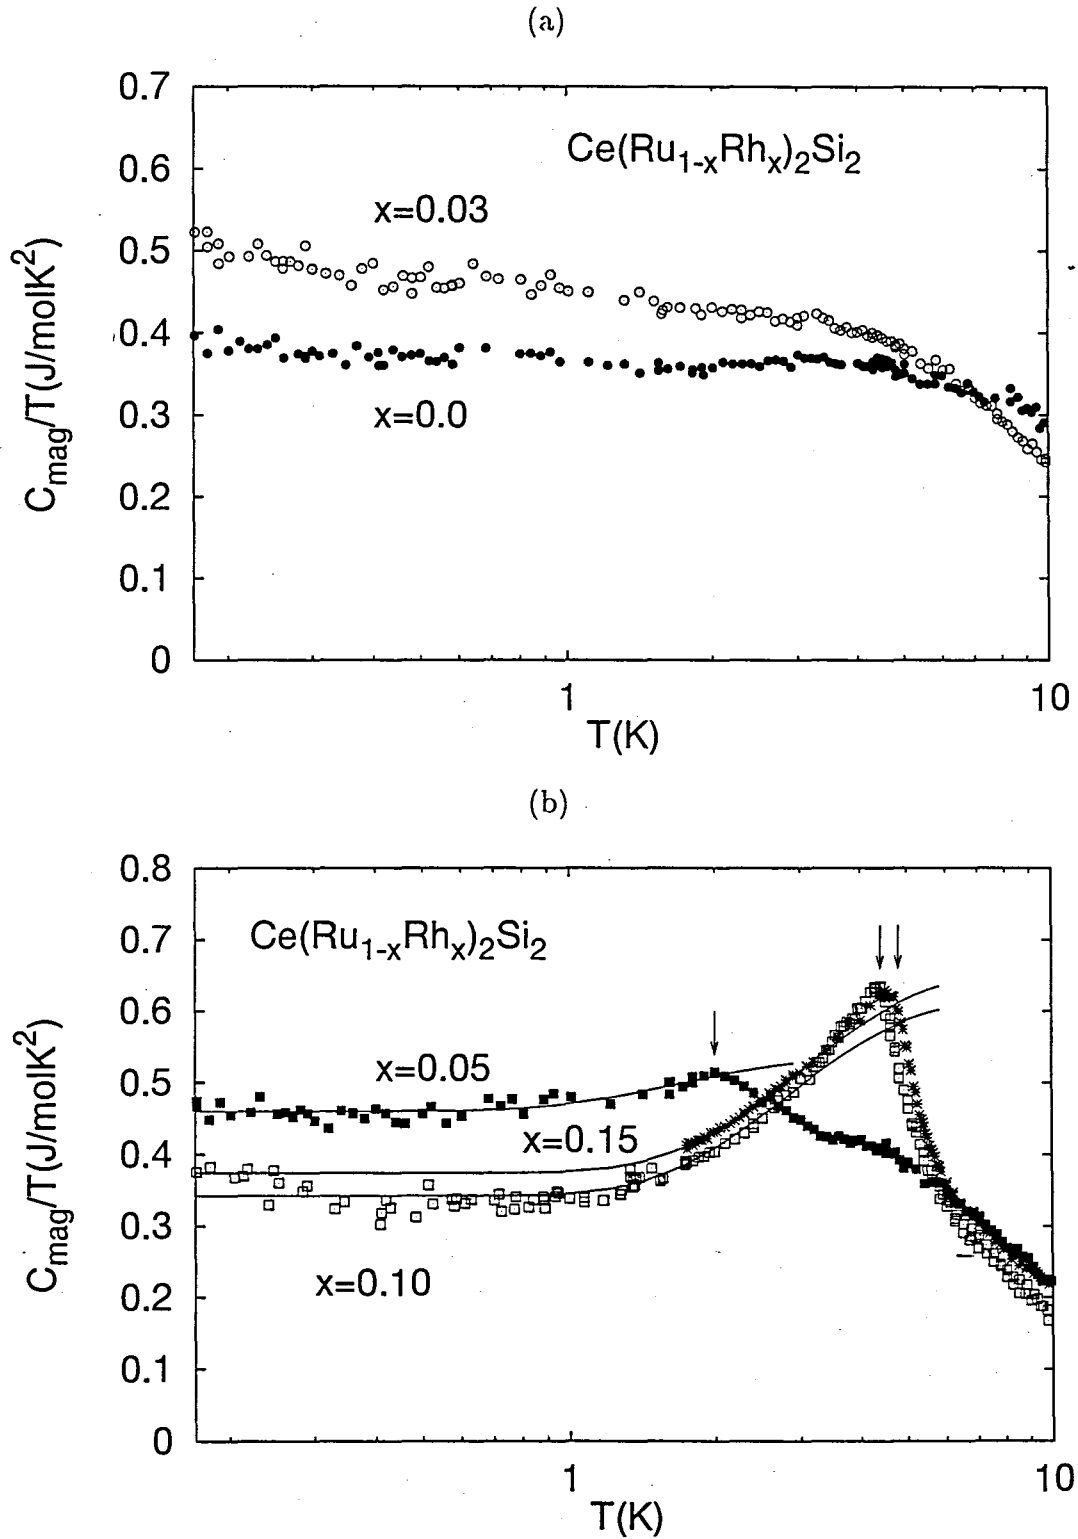 (a)
0.7
Ce(Ru1-xRhx)2Si2
0.6
x=0.03
0.5
0.4
x=0.0
0.3
0.2
0.1
0
Cmag/T(J/molK2)
1 10
T(K)
(b)
0.8
0.7
Ce(Ru1-xRhx)2Si2
0.6
x=0.05
0.5
x=0.15
0.4
0.3
x=0.10
0.2
0.1
0
Cmag/T(J/molK2)
1 10
T(K)